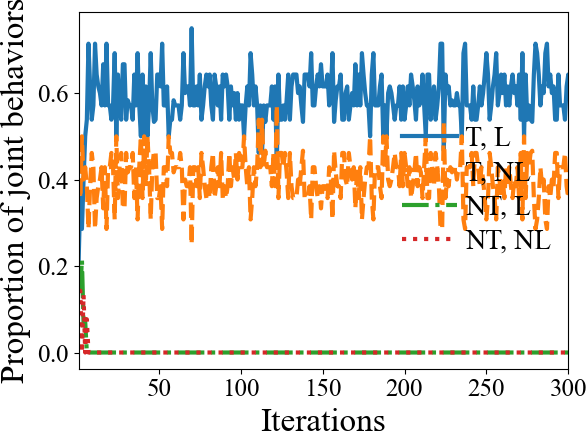 Proportion of joint behaviors
0.6
0.4
0.2
0.0
T, L
T, NL
NT, L
NT, NL
50
100
150
200
250
300
Iterations